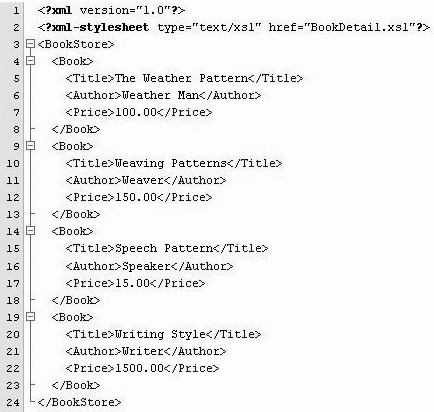 1 <?xml version="1.0"?>
2 <?xml-stylesheet type="text/xsl" href="BookDetail.xsl"?>
3 <BookStore>
4 <Book>
5 <Title>The Weather Pattern</Title>
6 <Author>Weather Man</Author>
7 <Price>100.00</Price>
8 </Book>
9 <Book>
10 <Title>Weaving Patterns</Title>
11 <Author>Weaver</Author>
12 <Price>150.00</Price>
13 </Book>
14 <Book>
15 <Title>Speech Pattern</Title>
16 <Author>Speaker</Author>
17 <Price>15.00</Price>
18 </Book>
19 <Book>
20 <Title>Writing Style</Title>
21 <Author>Writer</Author>
22 <Price>1500.00</Price>
23 </Book>
24 </BookStore>